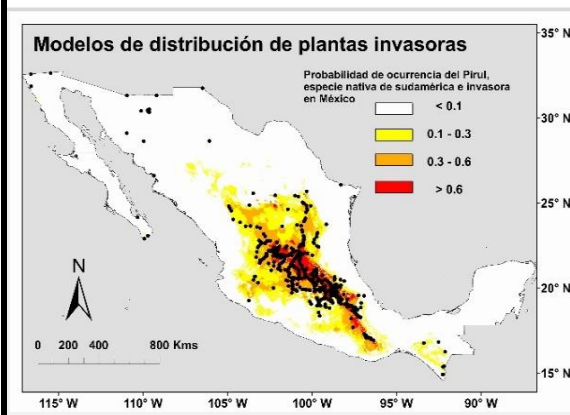 Modelos de distribución de plantas invasoras
Probabilidad de ocurrencia del Pirul,
especie nativa de sudamérica e invasora
en México
< 0.1
0.1 - 0.3
0.3 - 0.6
> 0.6
35° N
30° N
25° N
20° N
15° N
N
0 200 400 800 Kms
115° W 110° W 105° W 100° W 95° W 90° W